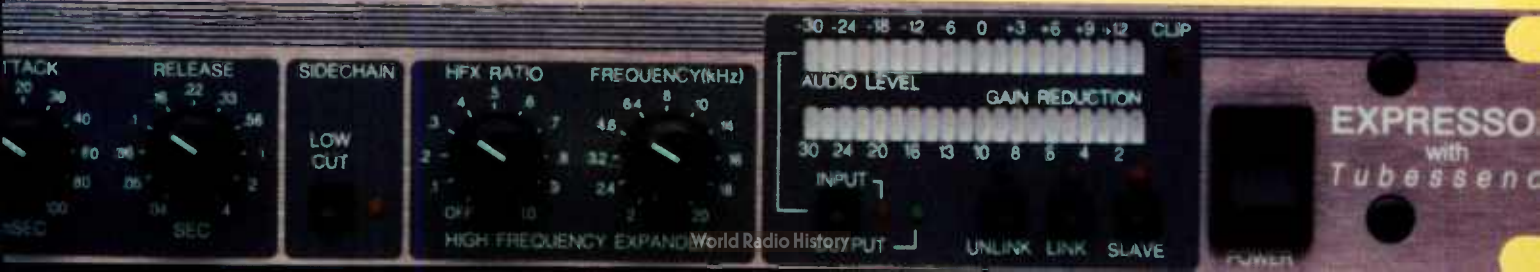 -30 -24 -18 -12 -6 0 +3 +6 +9 +12 CLIP
TTACK RELEASE SIDECHAIN HFX RATIO FREQUENCY(kHz)
AUDIO LEVEL
GAIN REDUCTION
20 30 40 60 80 100
.1 22 .33 .56 1 2 4
LOW
CUT
OFF 1 2 3 4 5 6 7 8 9 10
2 2.4 3.2 4.6 6.4 8 10 14 16 18 20
30 24 20 16 13 10 8 6 4 2
INPUT
mSEC SEC
HIGH FREQUENCY EXPAND
World Radio History
PUT
UNLINK LINK SLAVE
POWER
EXPRESSO
with
Tubessenc